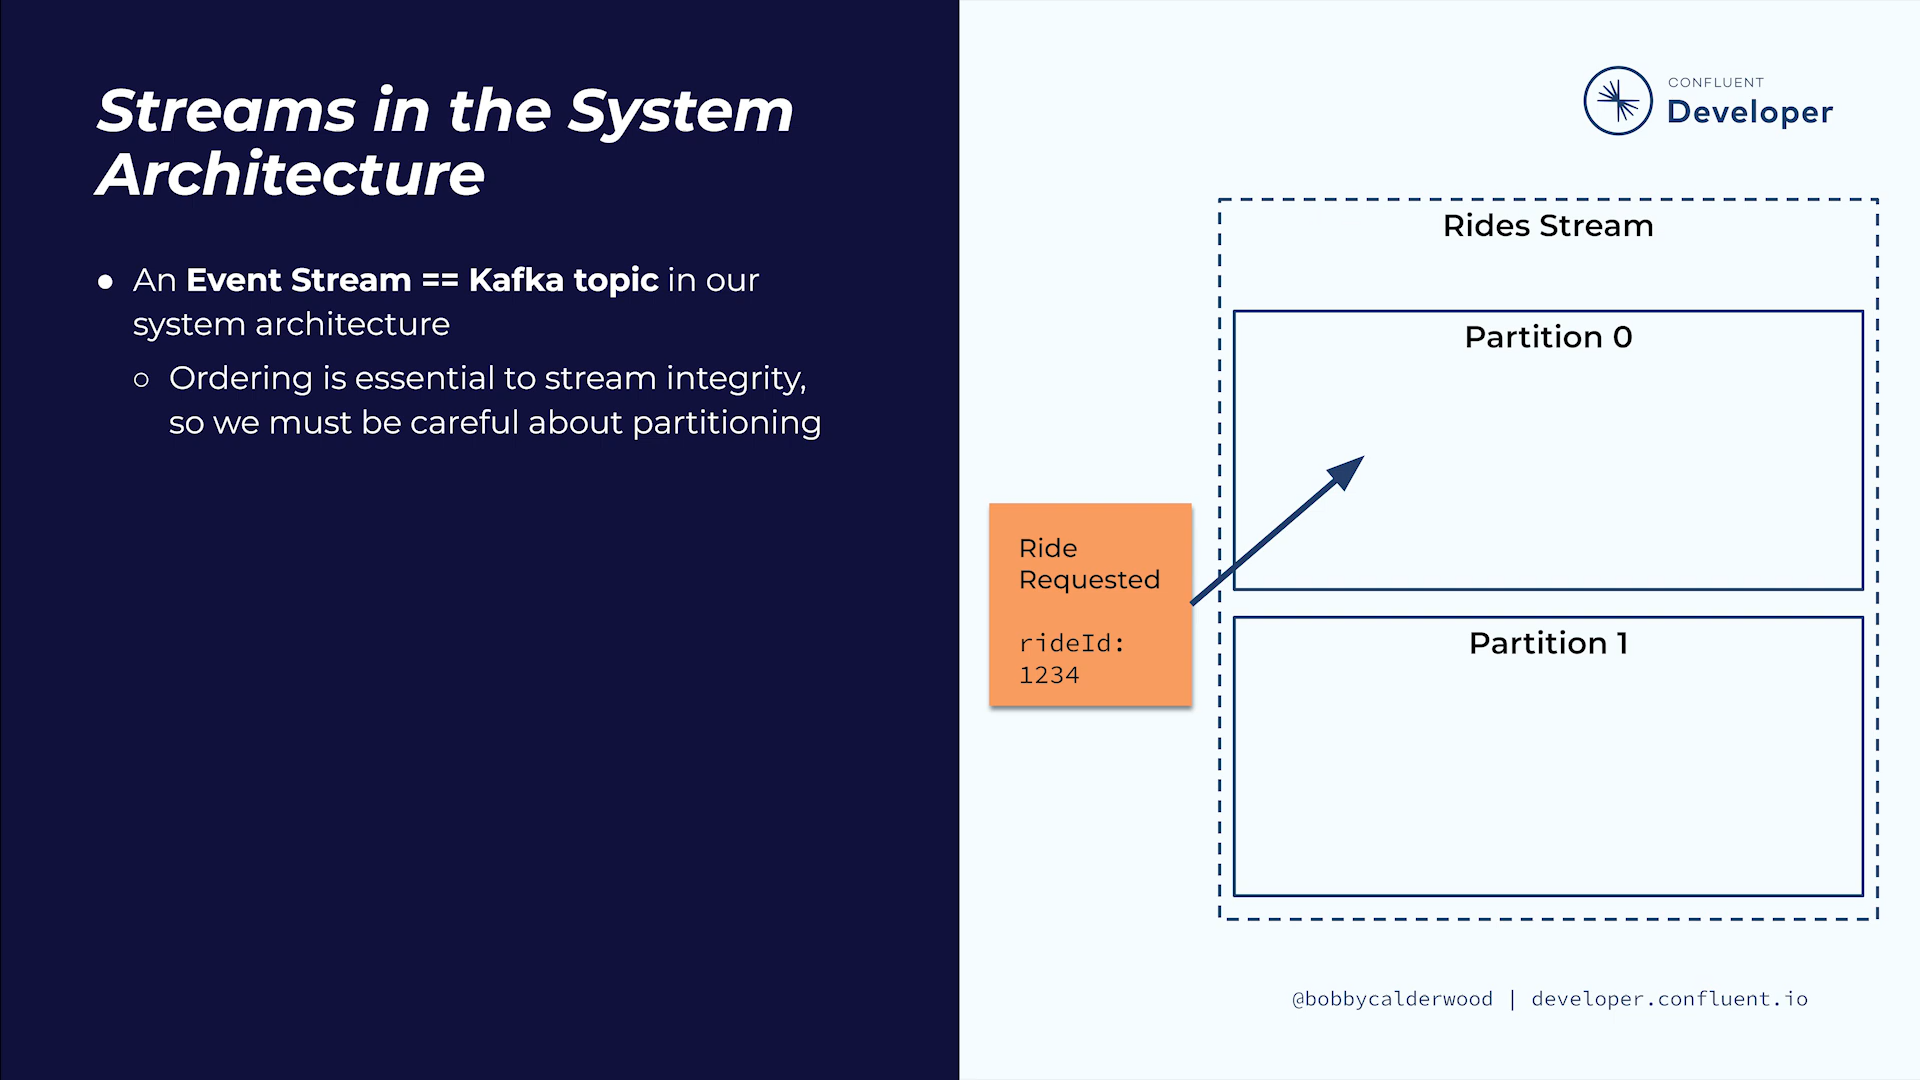 Streams in the System
Architecture
● An Event Stream == Kafka topic in our
system architecture
○ Ordering is essential to stream integrity,
so we must be careful about partitioning
CONFLUENT
Developer
Rides Stream
Partition 0
Ride
Requested
rideId:
1234
Partition 1
@bobbycalderwood | developer.confluent.io